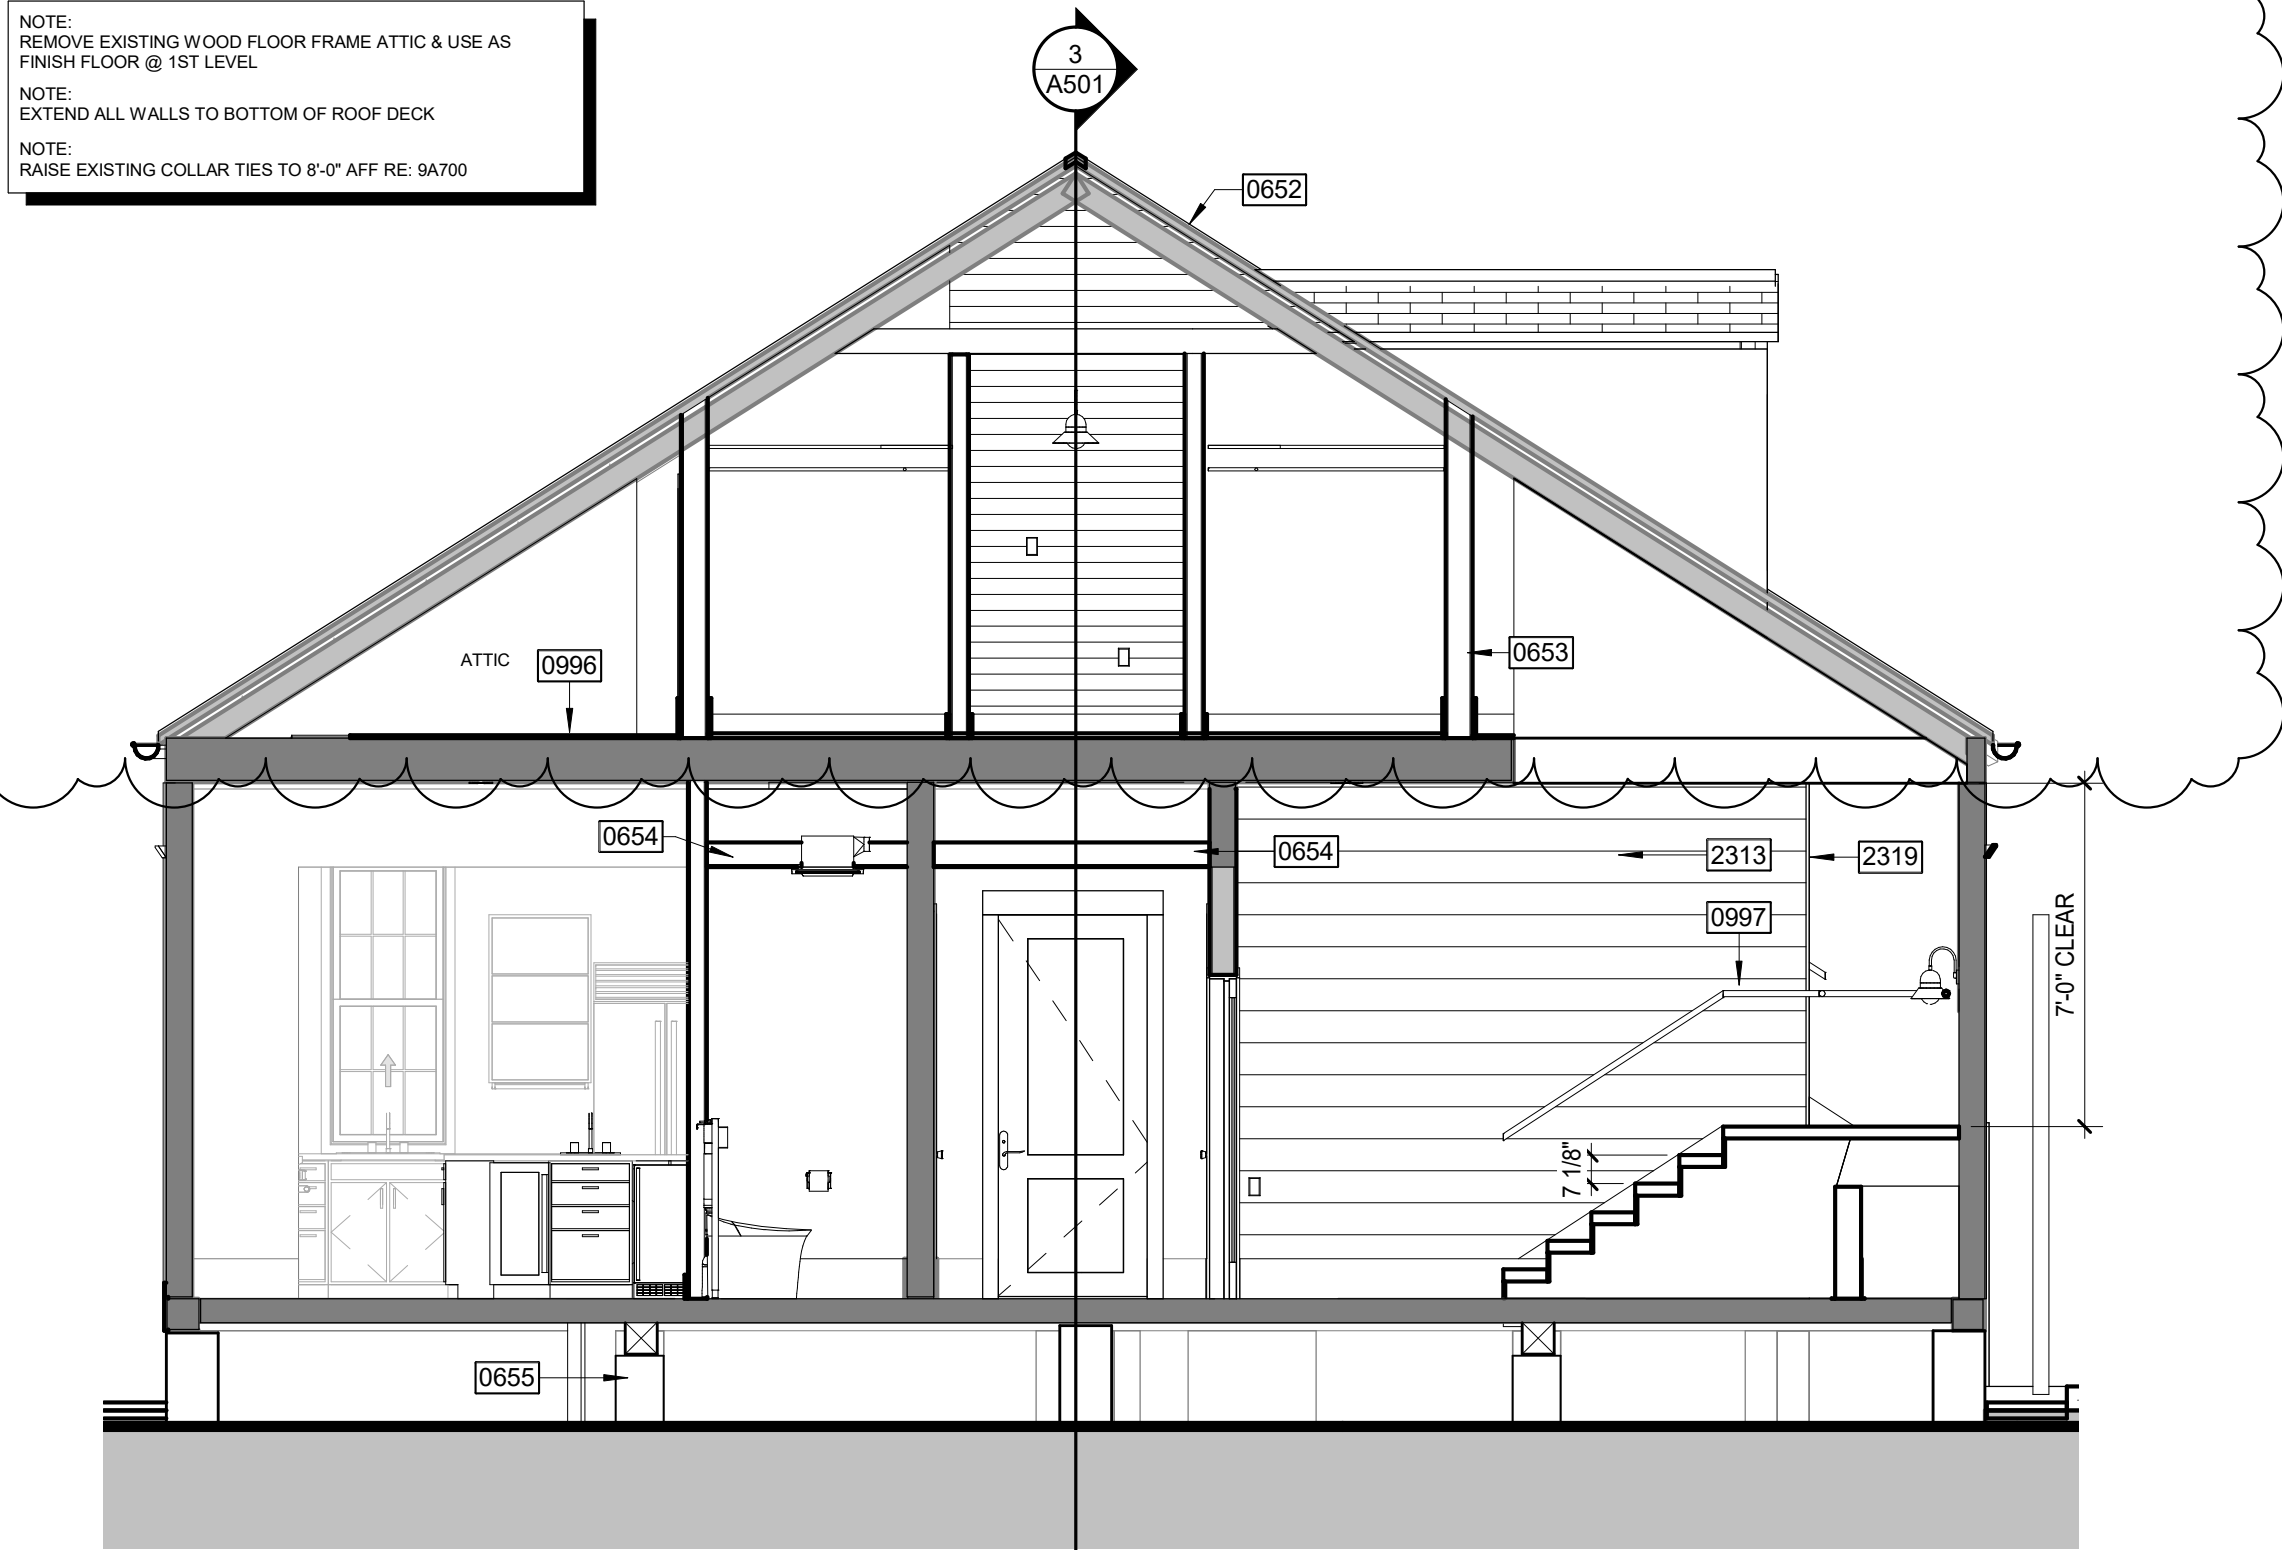 NOTE:
REMOVE EXISTING WOOD FLOOR FRAME ATTIC & USE AS
FINISH FLOOR @ 1ST LEVEL
NOTE:
EXTEND ALL WALLS TO BOTTOM OF ROOF DECK
NOTE:
RAISE EXISTING COLLAR TIES TO 8'-0" AFF RE: 9A700
3
A501
0652
0653
ATTIC
0996
0654
0654
2313
2319
0997
7'-0" CLEAR
7 1/8"
0655